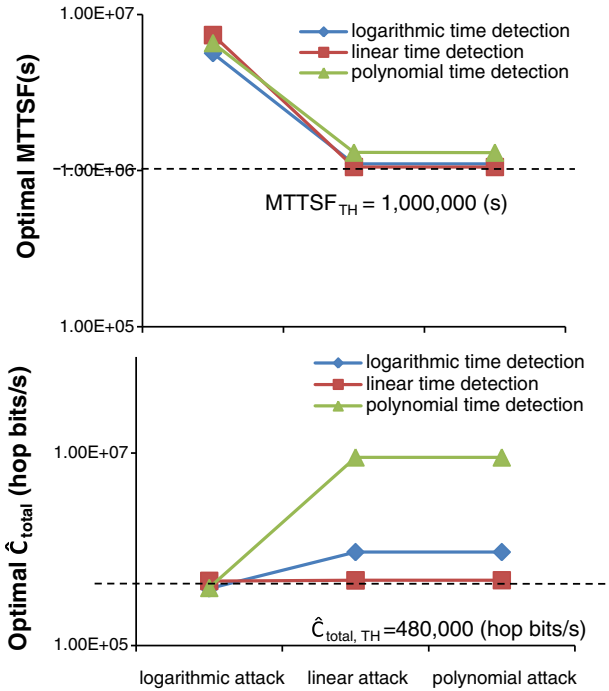 Optimal MTTSF(s)
1.00E+07
logarithmic time detection
linear time detection
polynomial time detection
1.00E+06
MTTSF_TH = 1,000,000 (s)
1.00E+05
Optimal Ĉ_total (hop bits/s)
logarithmic time detection
linear time detection
polynomial time detection
1.00E+07
Ĉ_total, TH =480,000 (hop bits/s)
1.00E+05
logarithmic attack linear attack polynomial attack